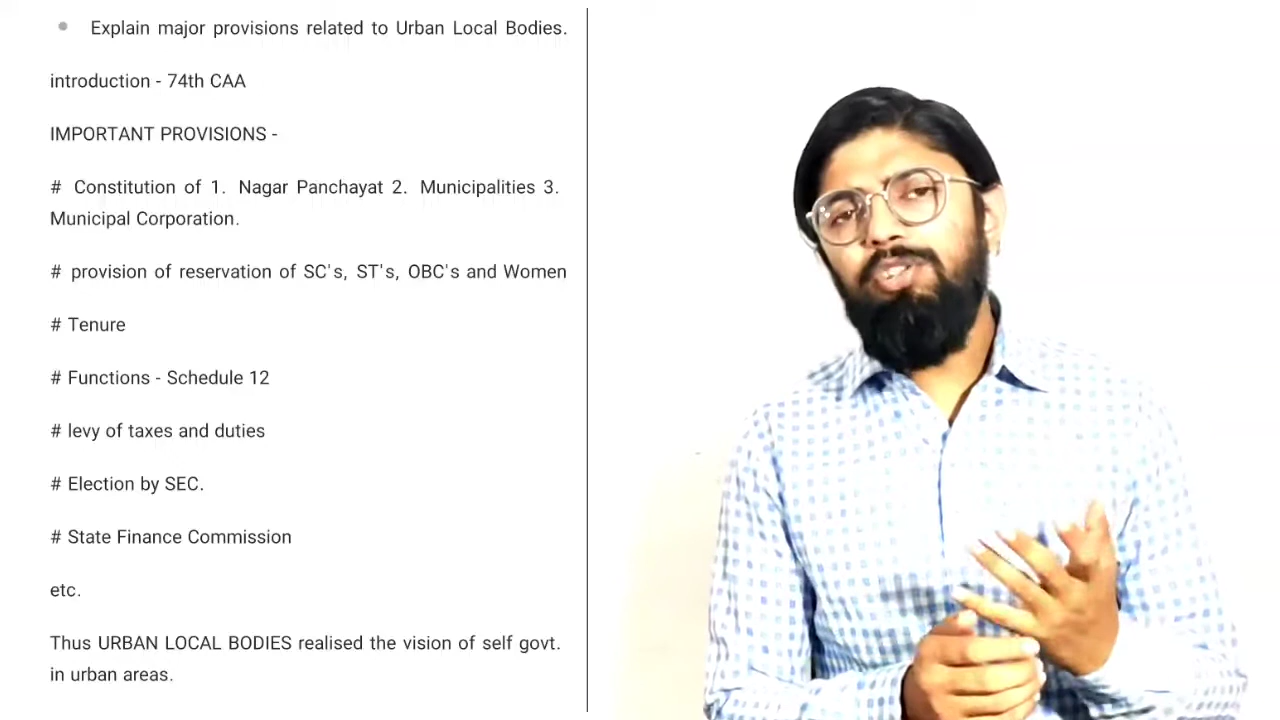 Explain major provisions related to Urban Local Bodies.
introduction - 74th CAA
IMPORTANT PROVISIONS -
# Constitution of 1. Nagar Panchayat 2. Municipalities 3.
Municipal Corporation.
# provision of reservation of SC's, ST's, OBC's and Women
# Tenure
# Functions - Schedule 12
# levy of taxes and duties
# Election by SEC.
# State Finance Commission
etc.
Thus URBAN LOCAL BODIES realised the vision of self govt.
in urban areas.